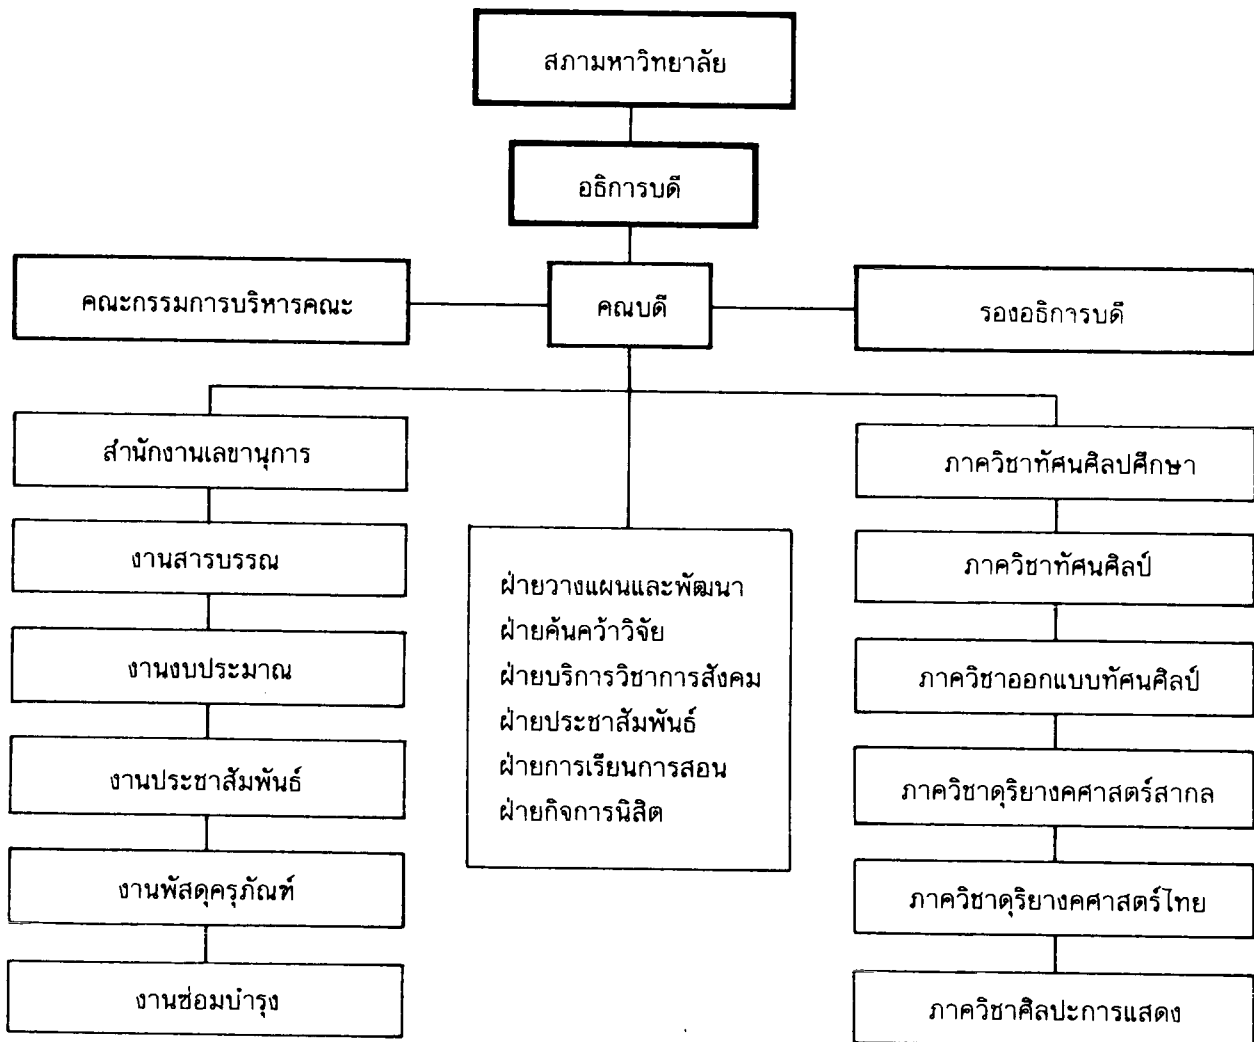 สภามหาวิทยาลัย
อธิการบดี
คณะกรรมการบริหารคณะ
คณบดี
รองอธิการบดี
สำนักงานเลขานุการ
งานสารบรรณ
งานงบประมาณ
งานประชาสัมพันธ์
งานพัสดุครุภัณฑ์
งานซ่อมบำรุง
ฝ่ายวางแผนและพัฒนา
ฝ่ายค้นคว้าวิจัย
ฝ่ายบริการวิชาการสังคม
ฝ่ายประชาสัมพันธ์
ฝ่ายการเรียนการสอน
ฝ่ายกิจการนิสิต
ภาควิชาทัศนศิลปศึกษา
ภาควิชาทัศนศิลป์
ภาควิชาออกแบบทัศนศิลป์
ภาควิชาดุริยางคศาสตร์สากล
ภาควิชาดุริยางคศาสตร์ไทย
ภาควิชาศิลปะการแสดง